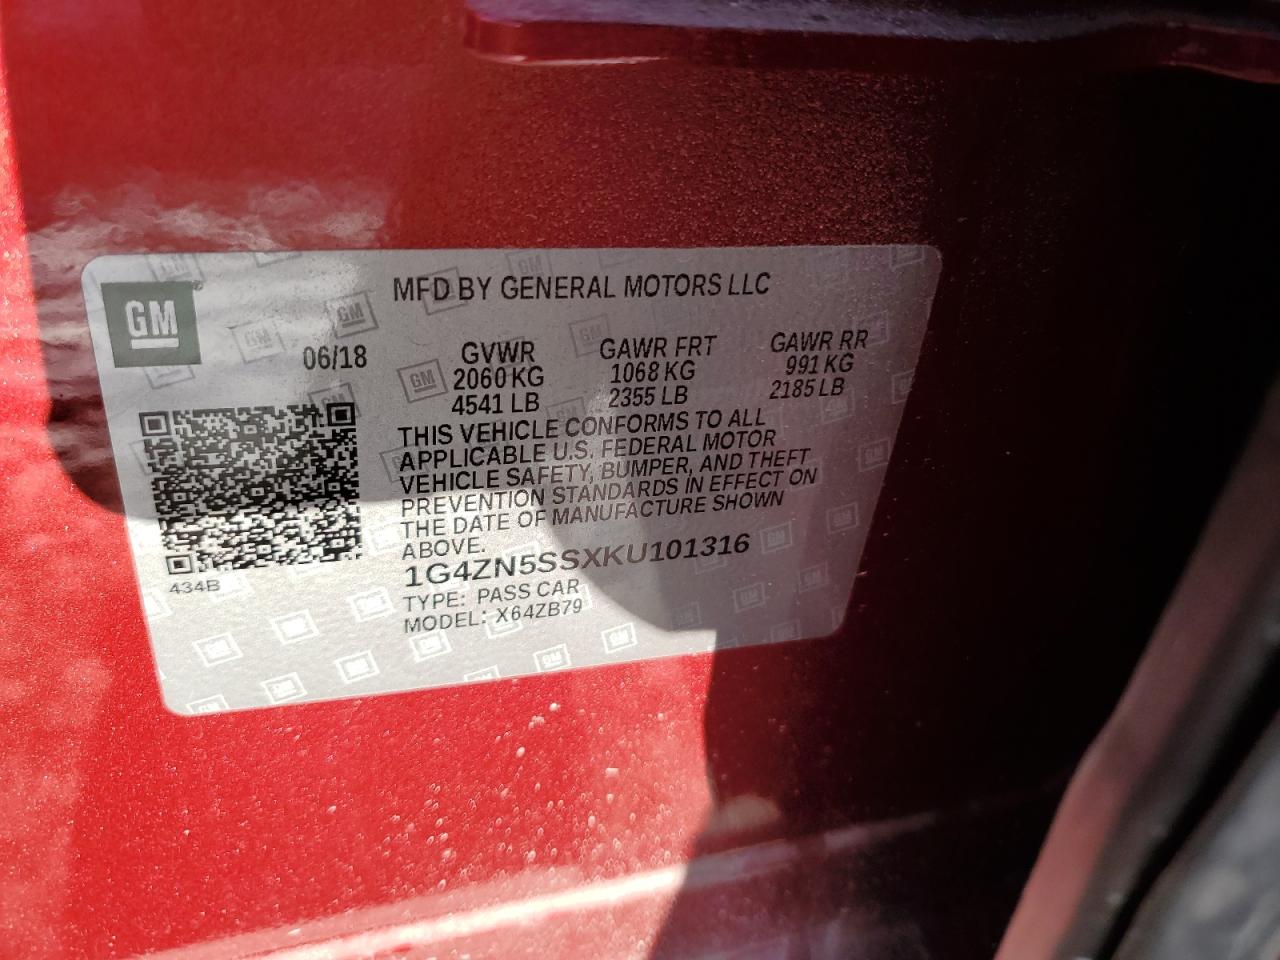 GM
MFD BY GENERAL MOTORS LLC
06/18
GVWR GAWR FRT GAWR RR
2060 KG 1068 KG 991 KG
4541 LB 2355 LB 2185 LB
THIS VEHICLE CONFORMS TO ALL
APPLICABLE U.S. FEDERAL MOTOR
VEHICLE SAFETY, BUMPER, AND THEFT
PREVENTION STANDARDS IN EFFECT ON
THE DATE OF MANUFACTURE SHOWN
ABOVE.
1G4ZN5SSXKU101316
434B
TYPE: PASS CAR
MODEL: X64ZB79